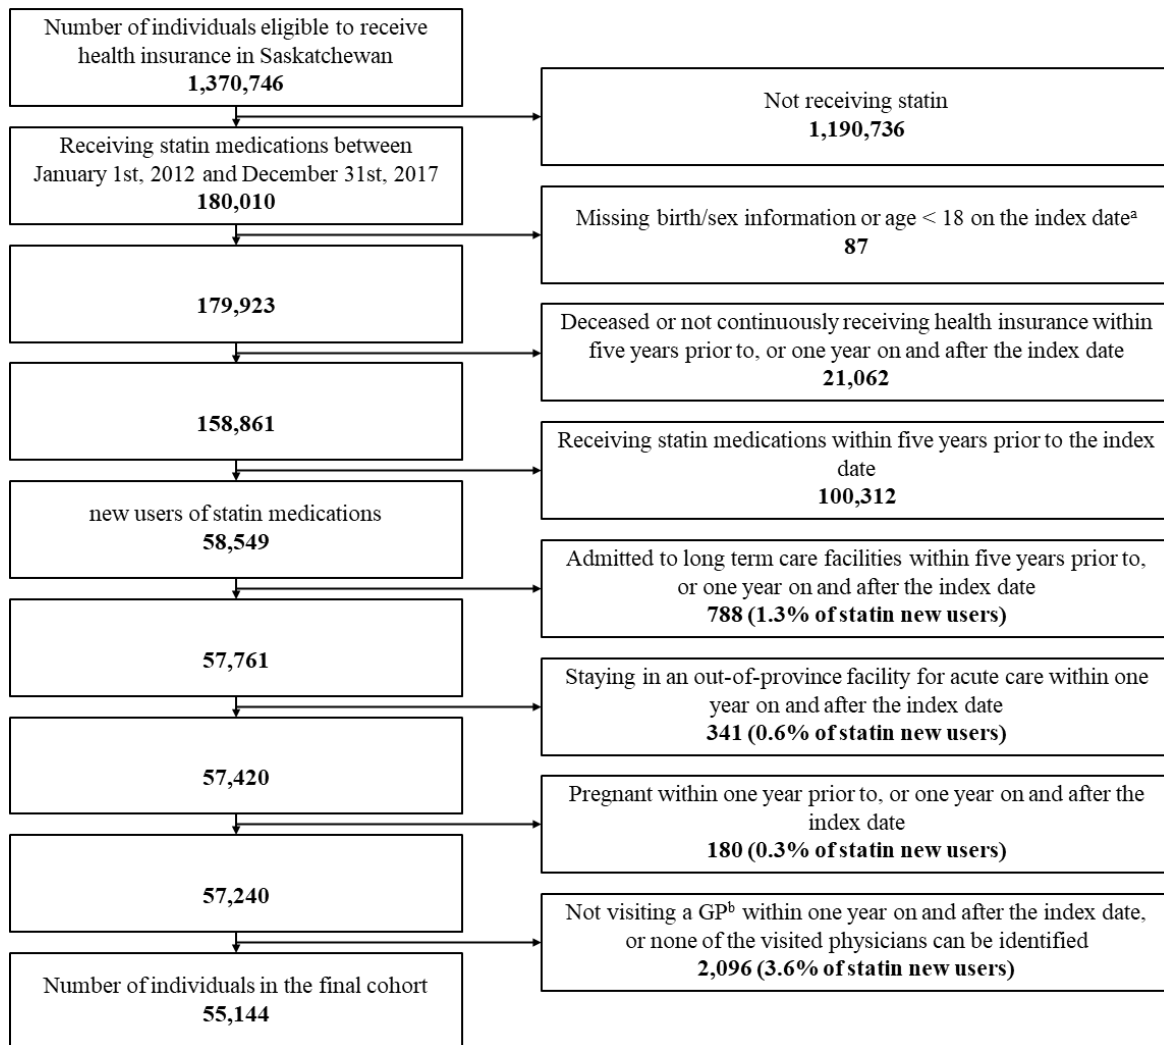 Number of individuals eligible to receive
health insurance in Saskatchewan
1,370,746
Not receiving statin
1,190,736
Receiving statin medications between
January 1st, 2012 and December 31st, 2017
180,010
Missing birth/sex information or age < 18 on the index dateᵃ
87
179,923
Deceased or not continuously receiving health insurance within
five years prior to, or one year on and after the index date
21,062
158,861
Receiving statin medications within five years prior to the index
date
100,312
new users of statin medications
58,549
Admitted to long term care facilities within five years prior to,
or one year on and after the index date
788 (1.3% of statin new users)
57,761
Staying in an out-of-province facility for acute care within one
year on and after the index date
341 (0.6% of statin new users)
57,420
Pregnant within one year prior to, or one year on and after the
index date
180 (0.3% of statin new users)
57,240
Not visiting a GPᵇ within one year on and after the index date,
or none of the visited physicians can be identified
2,096 (3.6% of statin new users)
Number of individuals in the final cohort
55,144